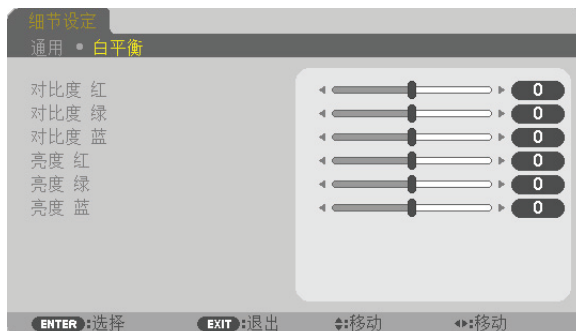 细节设定
通用 • 白平衡
对比度 红 0
对比度 绿 0
对比度 蓝 0
亮度 红 0
亮度 绿 0
亮度 蓝 0
ENTER :选择 EXIT :退出 :移动 :移动